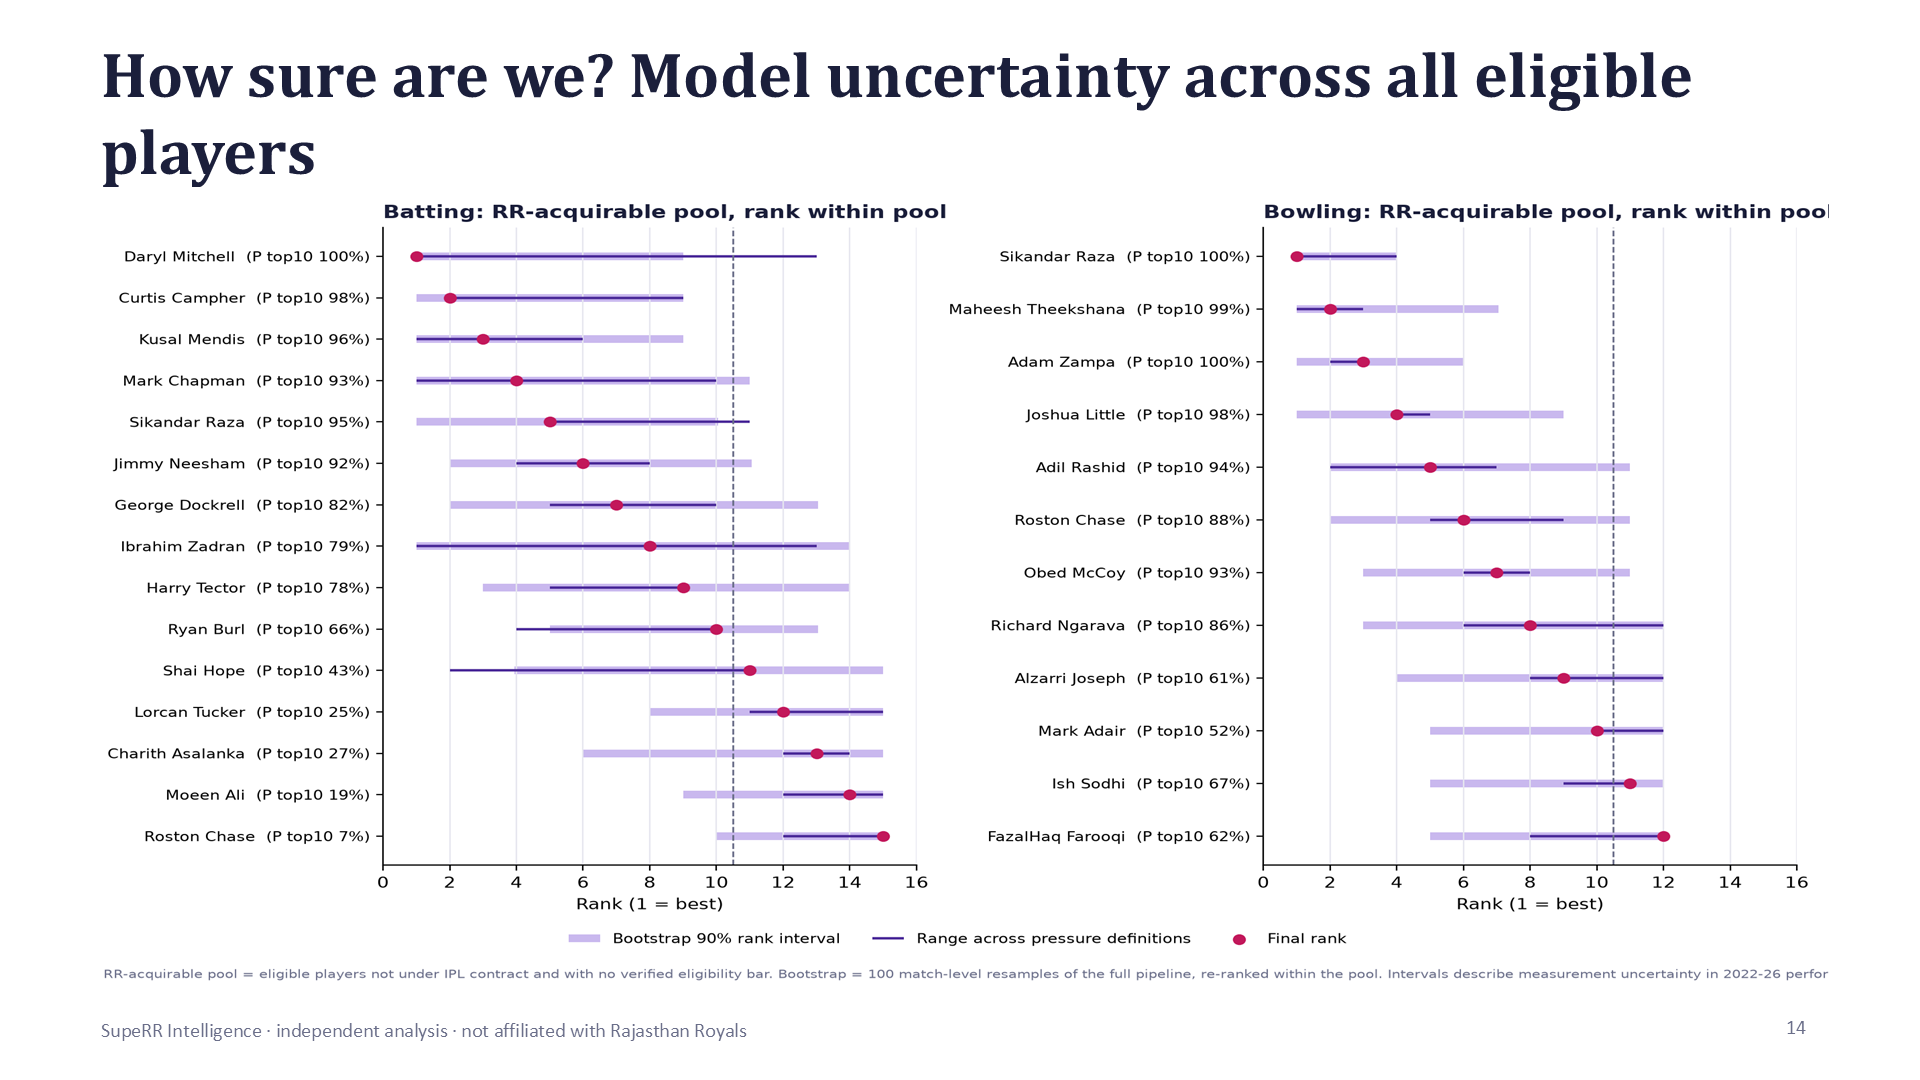 How sure are we? Model uncertainty across all eligible
players
Batting: RR-acquirable pool, rank within pool
Daryl Mitchell (P top10 100%)
Curtis Campher (P top10 98%)
Kusal Mendis (P top10 96%)
Mark Chapman (P top10 93%)
Sikandar Raza (P top10 95%)
Jimmy Neesham (P top10 92%)
George Dockrell (P top10 82%)
Ibrahim Zadran (P top10 79%)
Harry Tector (P top10 78%)
Ryan Burl (P top10 66%)
Shai Hope (P top10 43%)
Lorcan Tucker (P top10 25%)
Charith Asalanka (P top10 27%)
Moeen Ali (P top10 19%)
Roston Chase (P top10 7%)
0 2 4 6 8 10 12 14 16
Rank (1 = best)
Bowling: RR-acquirable pool, rank within pool
Sikandar Raza (P top10 100%)
Maheesh Theekshana (P top10 99%)
Adam Zampa (P top10 100%)
Joshua Little (P top10 98%)
Adil Rashid (P top10 94%)
Roston Chase (P top10 88%)
Obed McCoy (P top10 93%)
Richard Ngarava (P top10 86%)
Alzarri Joseph (P top10 61%)
Mark Adair (P top10 52%)
Ish Sodhi (P top10 67%)
FazalHaq Farooqi (P top10 62%)
0 2 4 6 8 10 12 14 16
Rank (1 = best)
Bootstrap 90% rank interval Range across pressure definitions Final rank
RR-acquirable pool = eligible players not under IPL contract and with no verified eligibility bar. Bootstrap = 100 match-level resamples of the full pipeline, re-ranked within the pool. Intervals describe measurement uncertainty in 2022-26 perfor
SupeRR Intelligence · independent analysis · not affiliated with Rajasthan Royals
14